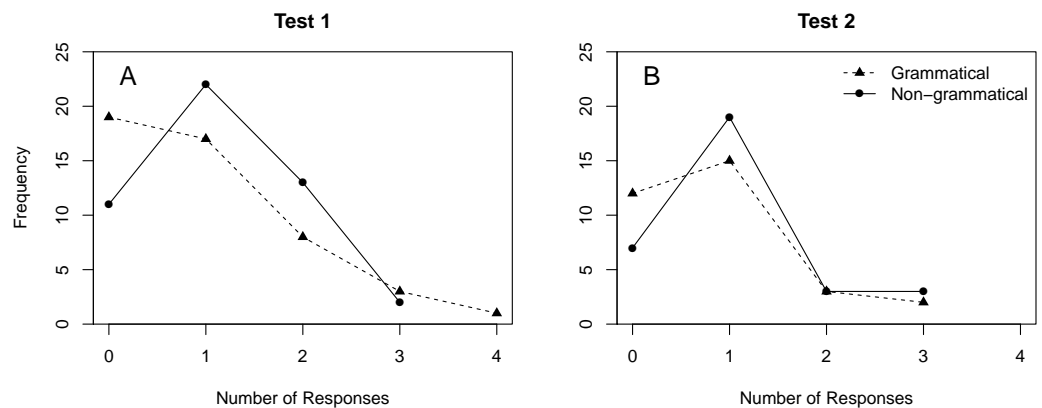 Test 1
Test 2
A
B
Grammatical
Non−grammatical
Frequency
0
5
10
15
20
25
0
5
10
15
20
25
0 1 2 3 4
0 1 2 3 4
Number of Responses
Number of Responses